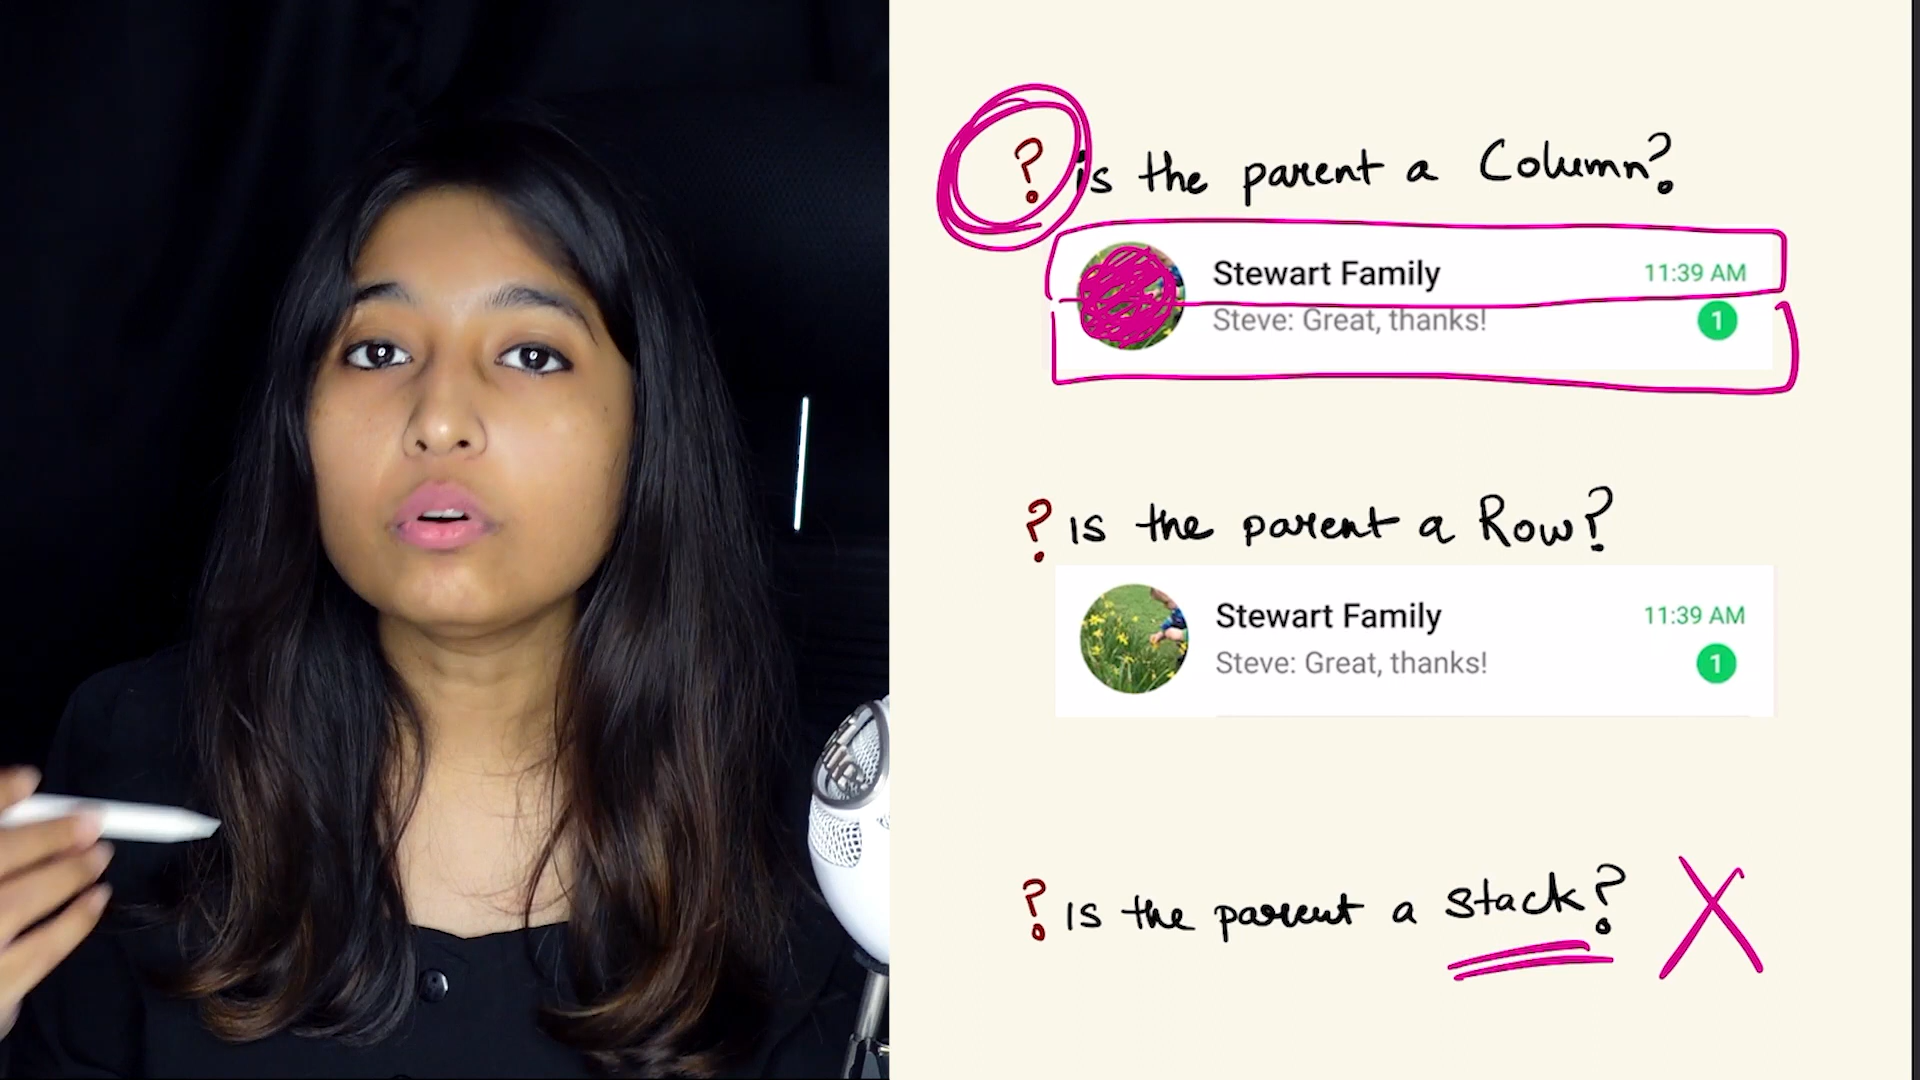 ? is the parent a Column?
Stewart Family 11:39 AM
Steve: Great, thanks! 1
? is the parent a Row?
Stewart Family 11:39 AM
Steve: Great, thanks! 1
? is the parent a stack? X